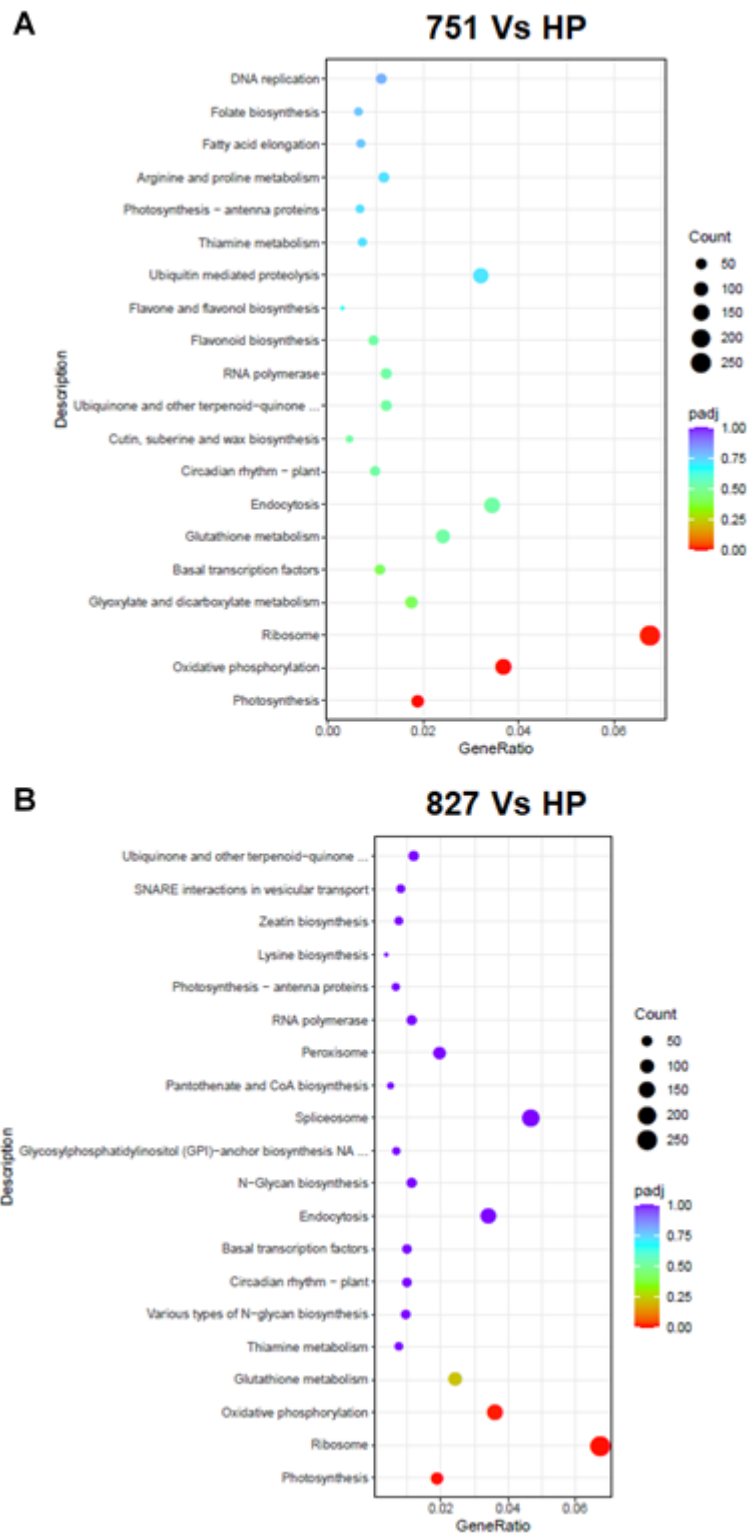 A
751 Vs HP
DNA replication
Folate biosynthesis
Fatty acid elongation
Arginine and proline metabolism
Photosynthesis − antenna proteins
Thiamine metabolism
Ubiquitin mediated proteolysis
Flavone and flavonol biosynthesis
Flavonoid biosynthesis
RNA polymerase
Ubiquinone and other terpenoid−quinone ...
Cutin, suberine and wax biosynthesis
Circadian rhythm − plant
Endocytosis
Glutathione metabolism
Basal transcription factors
Glyoxylate and dicarboxylate metabolism
Ribosome
Oxidative phosphorylation
Photosynthesis
Description
0.00 0.02 0.04 0.06
GeneRatio
Count
50
100
150
200
250
padj
1.00
0.75
0.50
0.25
0.00
B
827 Vs HP
Ubiquinone and other terpenoid−quinone ...
SNARE interactions in vesicular transport
Zeatin biosynthesis
Lysine biosynthesis
Photosynthesis − antenna proteins
RNA polymerase
Peroxisome
Pantothenate and CoA biosynthesis
Spliceosome
Glycosylphosphatidylinositol (GPI)−anchor biosynthesis NA ...
N−Glycan biosynthesis
Endocytosis
Basal transcription factors
Circadian rhythm − plant
Various types of N−glycan biosynthesis
Thiamine metabolism
Glutathione metabolism
Oxidative phosphorylation
Ribosome
Photosynthesis
Description
0.02 0.04 0.06
GeneRatio
Count
50
100
150
200
250
padj
1.00
0.75
0.50
0.25
0.00